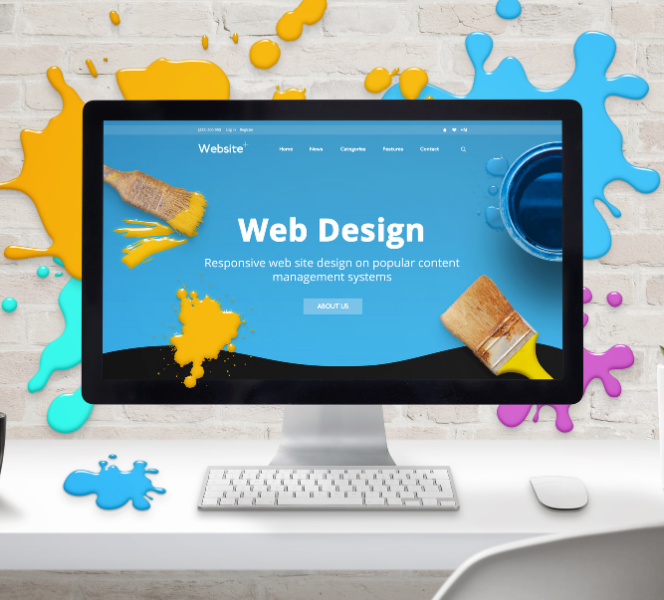 Log in Register
Website+
Home News Categories Features Contact
Web Design
Responsive web site design on popular content
management systems
ABOUT US